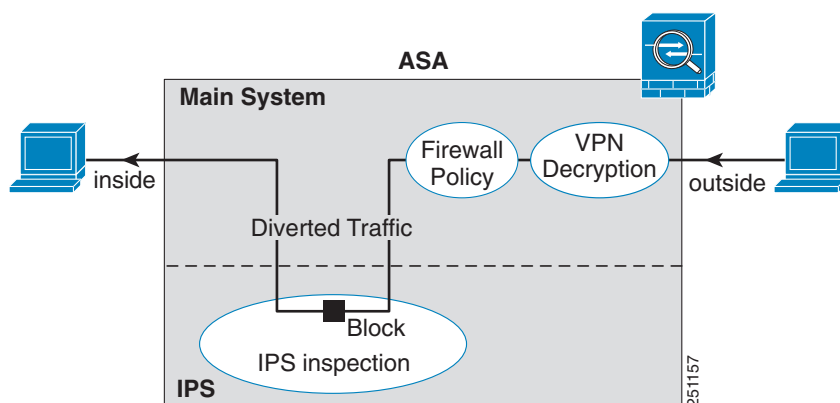 ASA
Main System
Firewall
Policy
VPN
Decryption
inside
outside
Diverted Traffic
Block
IPS inspection
IPS
251157